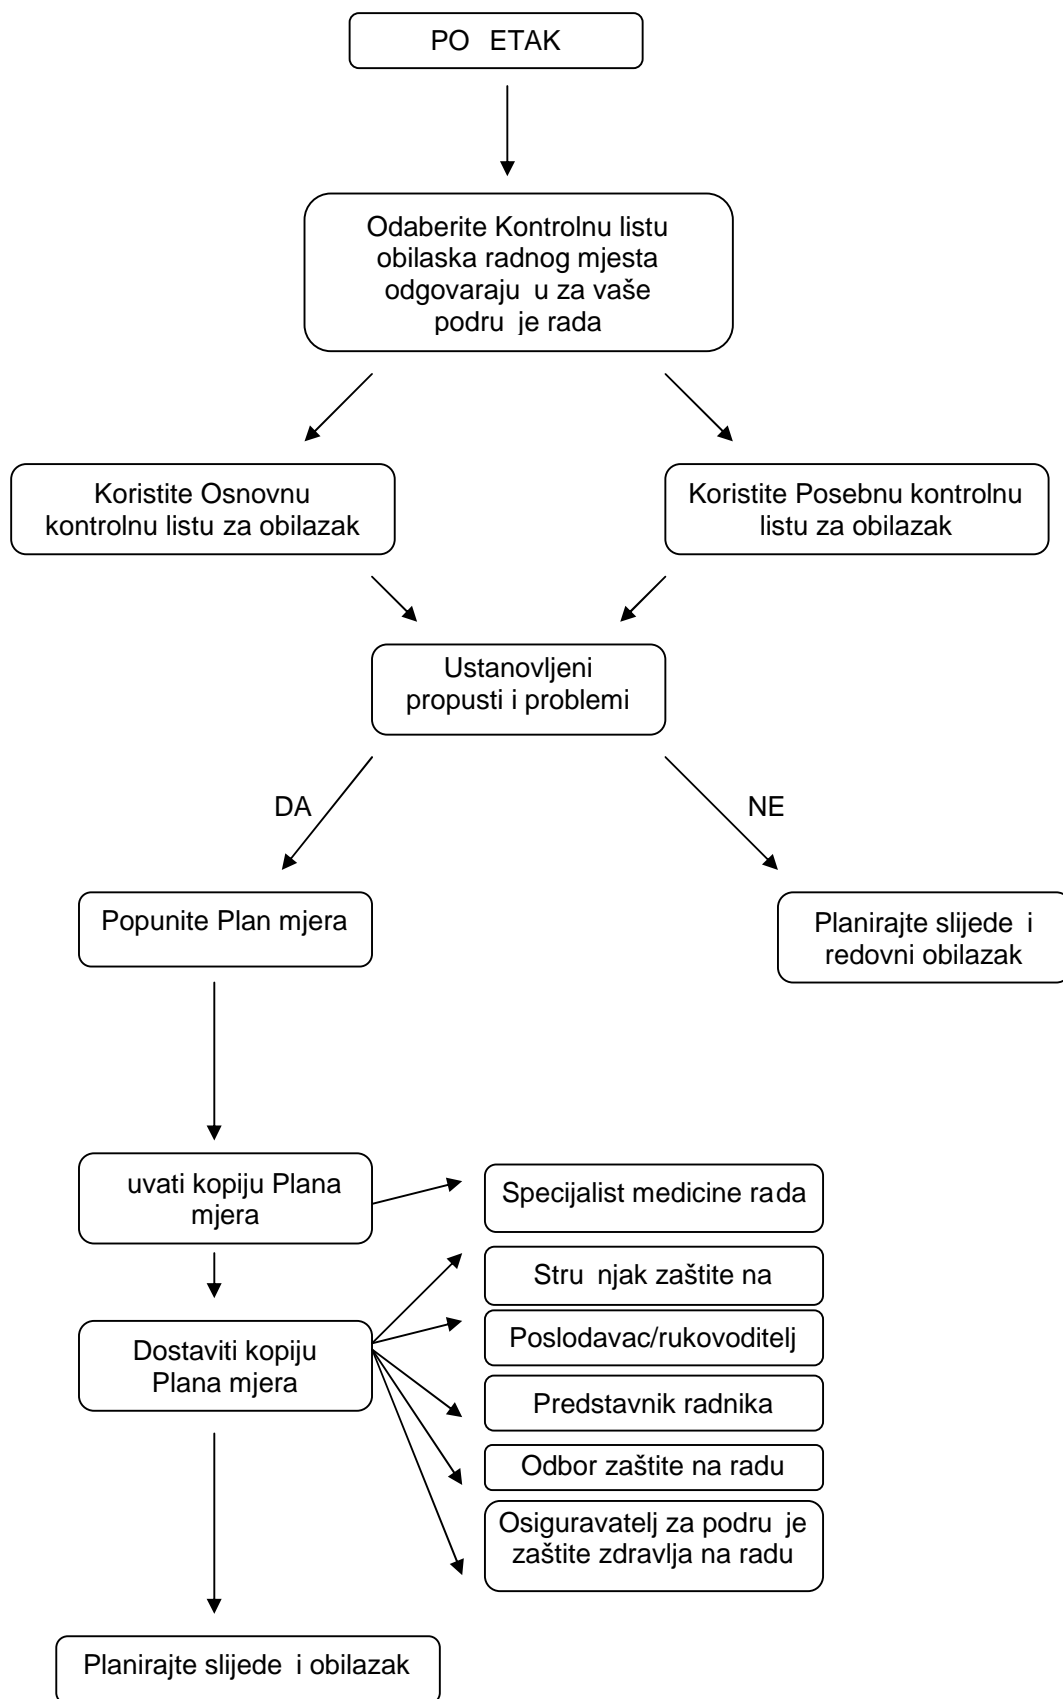 PO ETAK
Odaberite Kontrolnu listu
obilaska radnog mjesta
odgovaraju u za vaše
podru je rada
Koristite Osnovnu
kontrolnu listu za obilazak
Koristite Posebnu kontrolnu
listu za obilazak
Ustanovljeni
propusti i problemi
DA
NE
Popunite Plan mjera
Planirajte slijede i
redovni obilazak
uvati kopiju Plana
mjera
Specijalist medicine rada
Stru njak zaštite na
Poslodavac/rukovoditelj
Dostaviti kopiju
Plana mjera
Predstavnik radnika
Odbor zaštite na radu
Osiguravatelj za podru je
zaštite zdravlja na radu
Planirajte slijede i obilazak